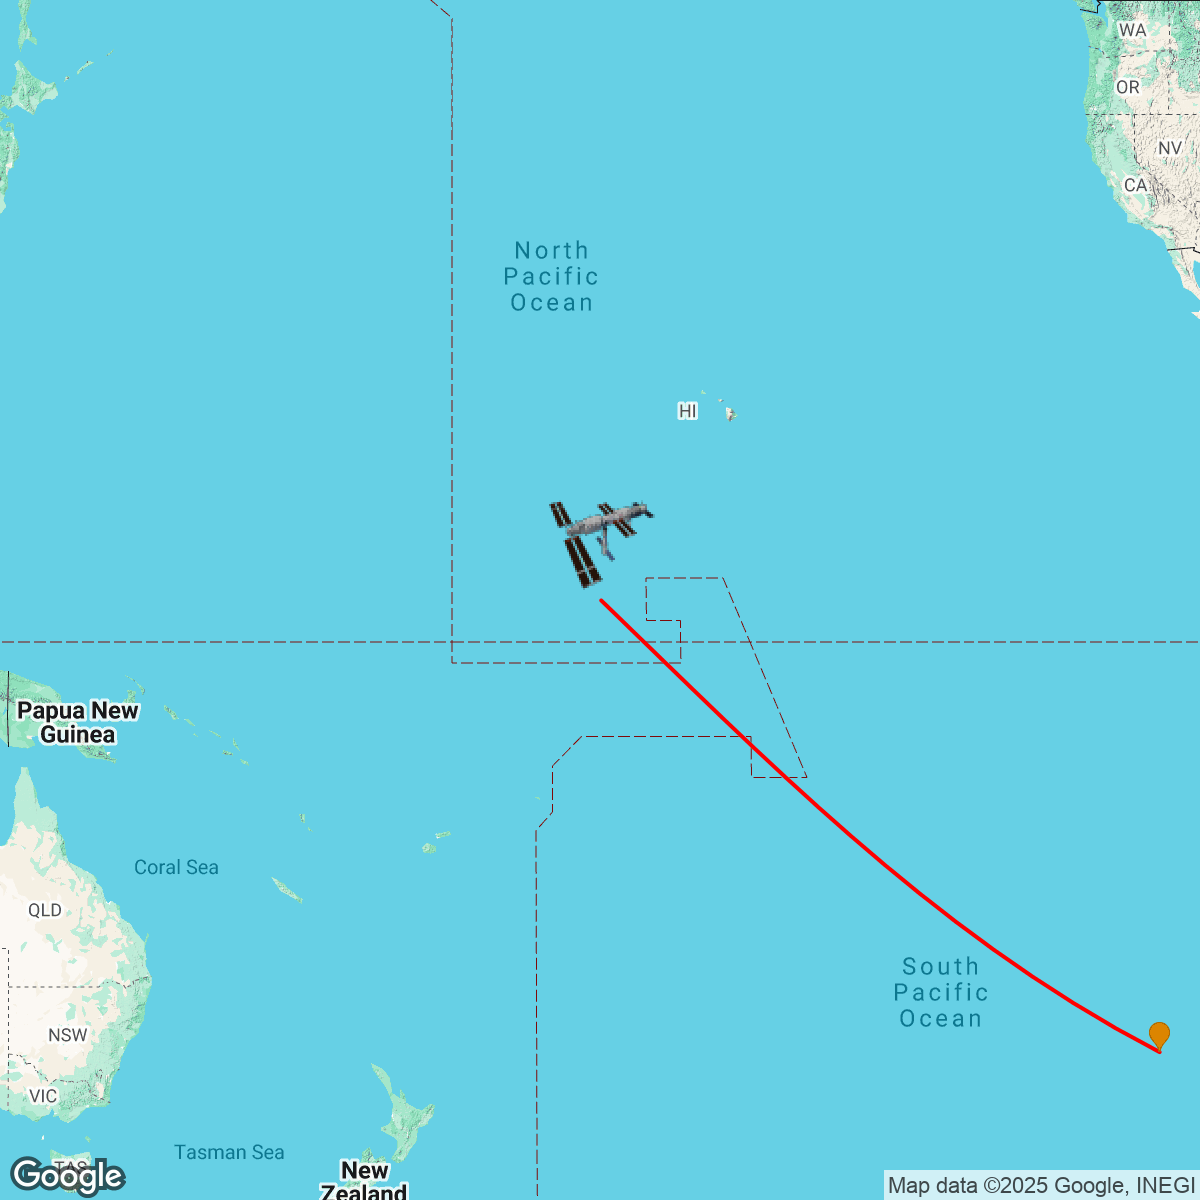 WA
OR
NV
CA
North
Pacific
Ocean
HI
Papua New
Guinea
Coral Sea
QLD
South
Pacific
Ocean
NSW
VIC
Tasman Sea
TAS
New
Zealand
Google
Map data ©2025 Google, INEGI